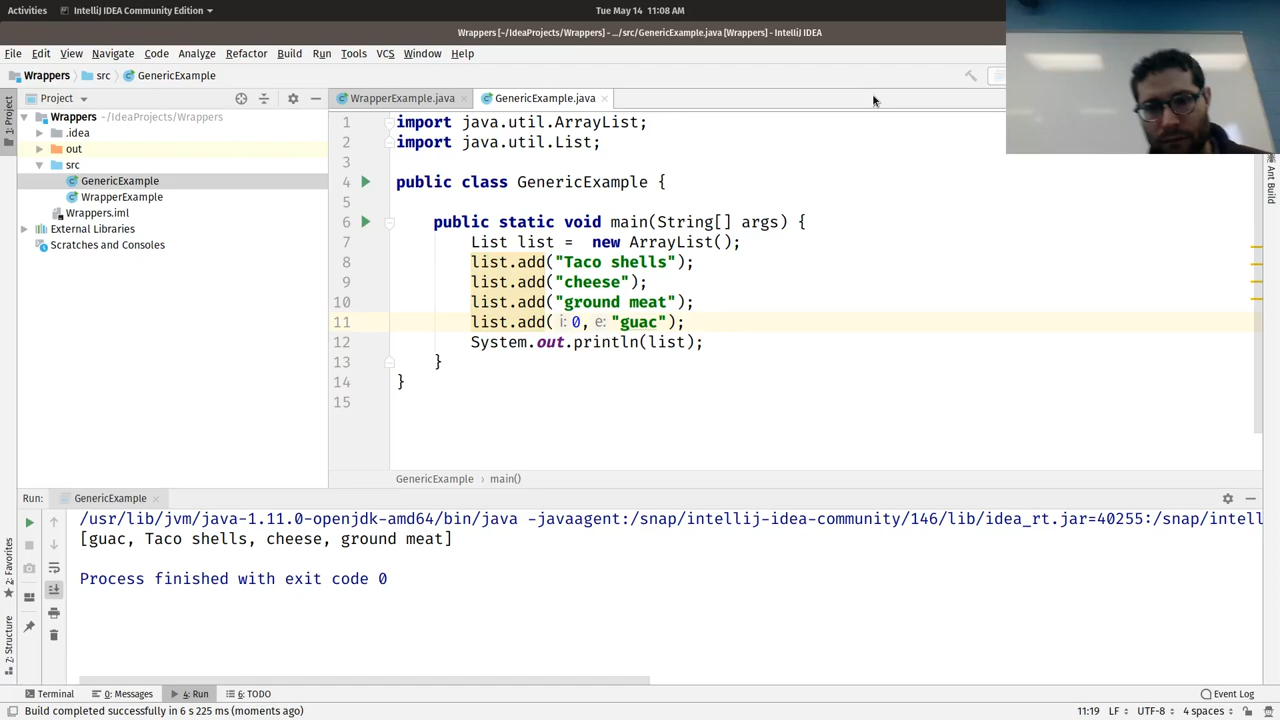 Activities IntelliJ IDEA Community Edition Tue May 14 11:08 AM
Wrappers [~/IdeaProjects/Wrappers] - .../src/GenericExample.java [Wrappers] - IntelliJ IDEA
File Edit View Navigate Code Analyze Refactor Build Run Tools VCS Window Help
Wrappers src GenericExample
1: Project
Project
WrapperExample.java GenericExample.java
Wrappers ~/IdeaProjects/Wrappers
.idea
out
src
GenericExample
WrapperExample
Wrappers.iml
External Libraries
Scratches and Consoles
1 import java.util.ArrayList;
2 import java.util.List;
3
4 public class GenericExample {
5
6 public static void main(String[] args) {
7 List list = new ArrayList();
8 list.add("Taco shells");
9 list.add("cheese");
10 list.add("ground meat");
11 list.add( i: 0, e: "guac");
12 System.out.println(list);
13 }
14 }
15
GenericExample › main()
Ant Build
Run: GenericExample
/usr/lib/jvm/java-1.11.0-openjdk-amd64/bin/java -javaagent:/snap/intellij-idea-community/146/lib/idea_rt.jar=40255:/snap/intell
[guac, Taco shells, cheese, ground meat]
Process finished with exit code 0
2: Favorites
7: Structure
Terminal 0: Messages 4: Run 6: TODO Event Log
Build completed successfully in 6 s 225 ms (moments ago) 11:19 LF UTF-8 4 spaces